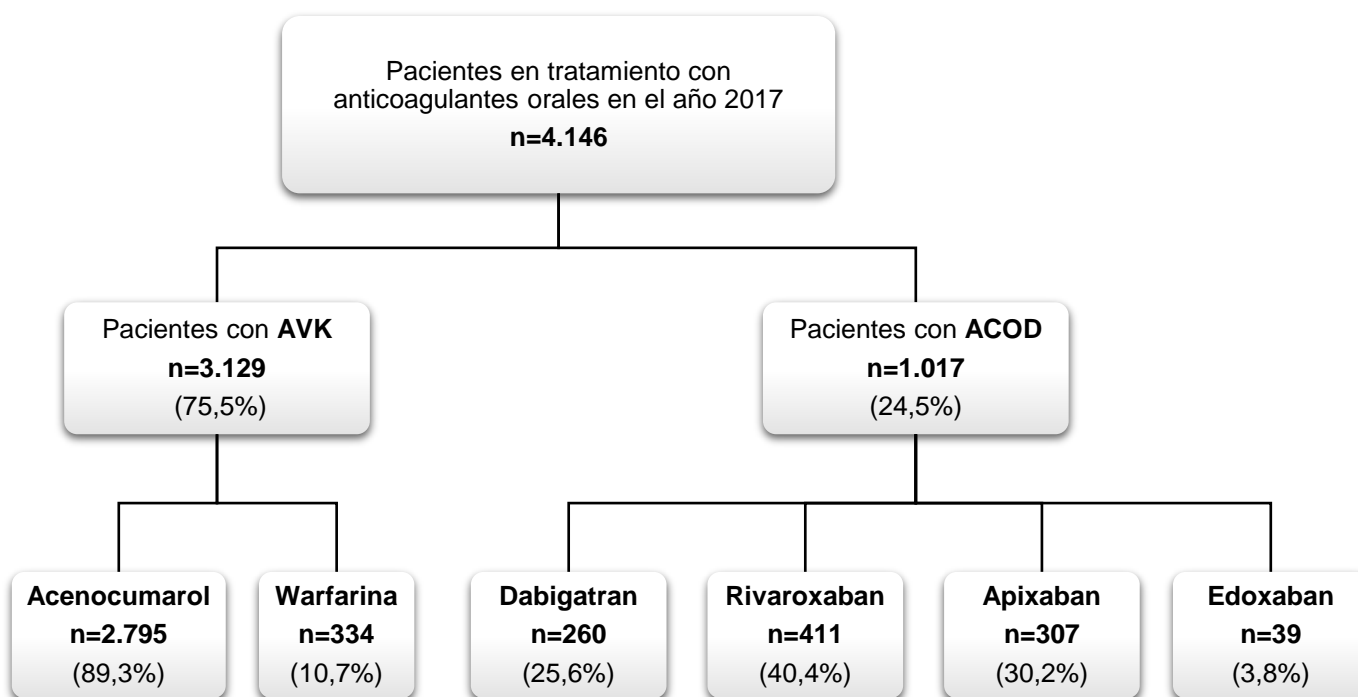 Pacientes en tratamiento con
anticoagulantes orales en el año 2017
n=4.146
Pacientes con AVK
n=3.129
(75,5%)
Pacientes con ACOD
n=1.017
(24,5%)
Acenocumarol
n=2.795
(89,3%)
Warfarina
n=334
(10,7%)
Dabigatran
n=260
(25,6%)
Rivaroxaban
n=411
(40,4%)
Apixaban
n=307
(30,2%)
Edoxaban
n=39
(3,8%)